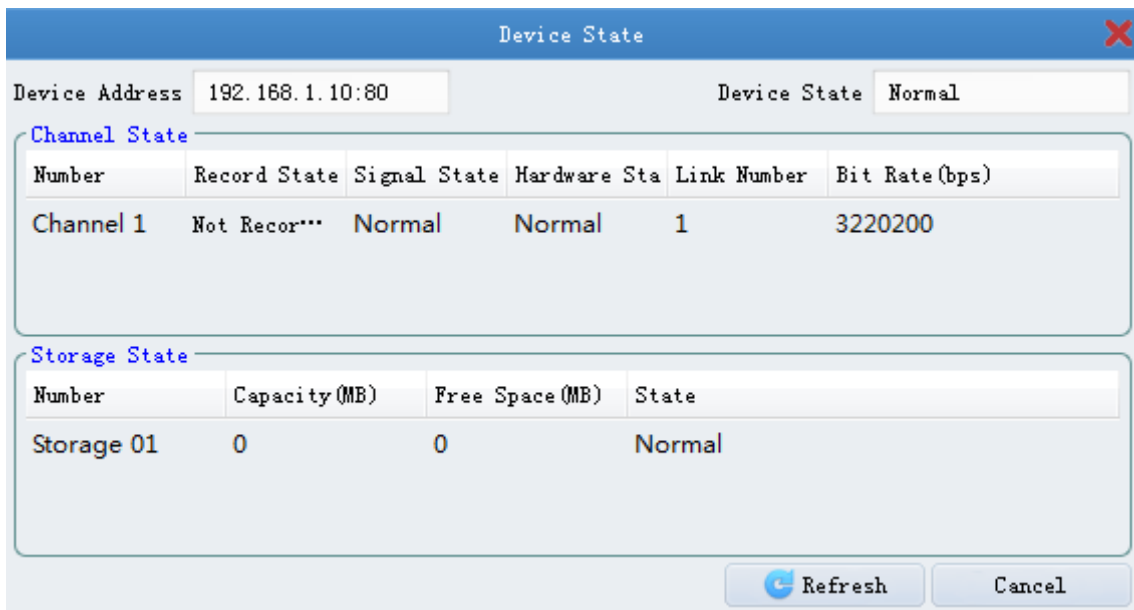 Device State
Device Address 192.168.1.10:80 Device State Normal
Channel State
Number Record State Signal State Hardware Sta Link Number Bit Rate(bps)
Channel 1 Not Recor··· Normal Normal 1 3220200
Storage State
Number Capacity(MB) Free Space(MB) State
Storage 01 0 0 Normal
Refresh Cancel